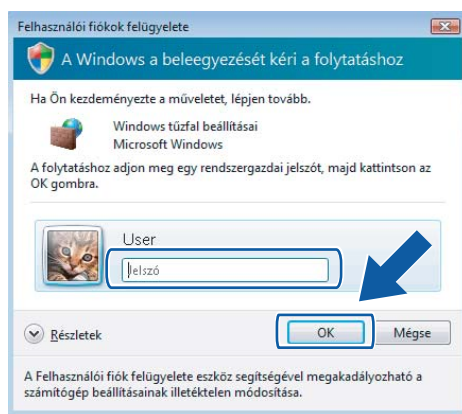 Felhasználói fiókok felügyelete
A Windows a beleegyezését kéri a folytatáshoz
Ha Ön kezdeményezte a műveletet, lépjen tovább.
Windows tűzfal beállításai
Microsoft Windows
A folytatáshoz adjon meg egy rendszergazdai jelszót, majd kattintson az
OK gombra.
User
Jelszó
Részletek
OK
Mégse
A Felhasználói fiók felügyelete eszköz segítségével megakadályozható a
számítógép beállításainak illetéktelen módosítása.